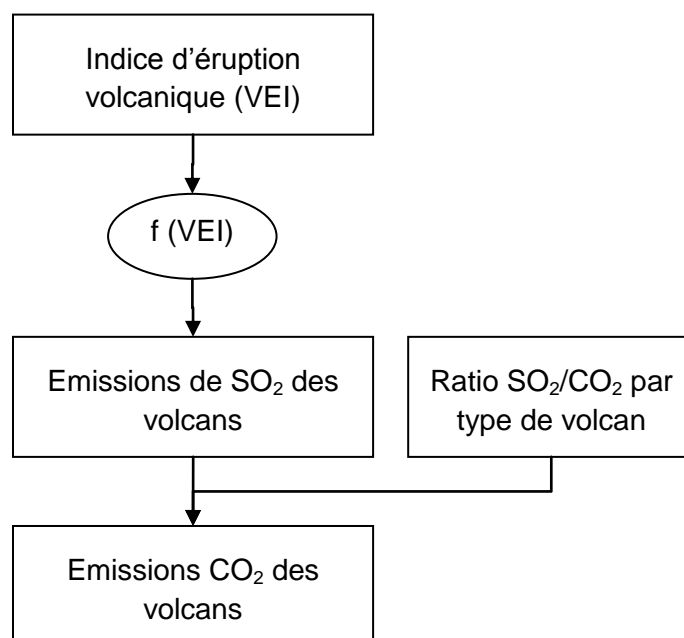 Indice d’éruption
volcanique (VEI)
f (VEI)
Emissions de SO₂ des
volcans
Ratio SO₂/CO₂ par
type de volcan
Emissions CO₂ des
volcans